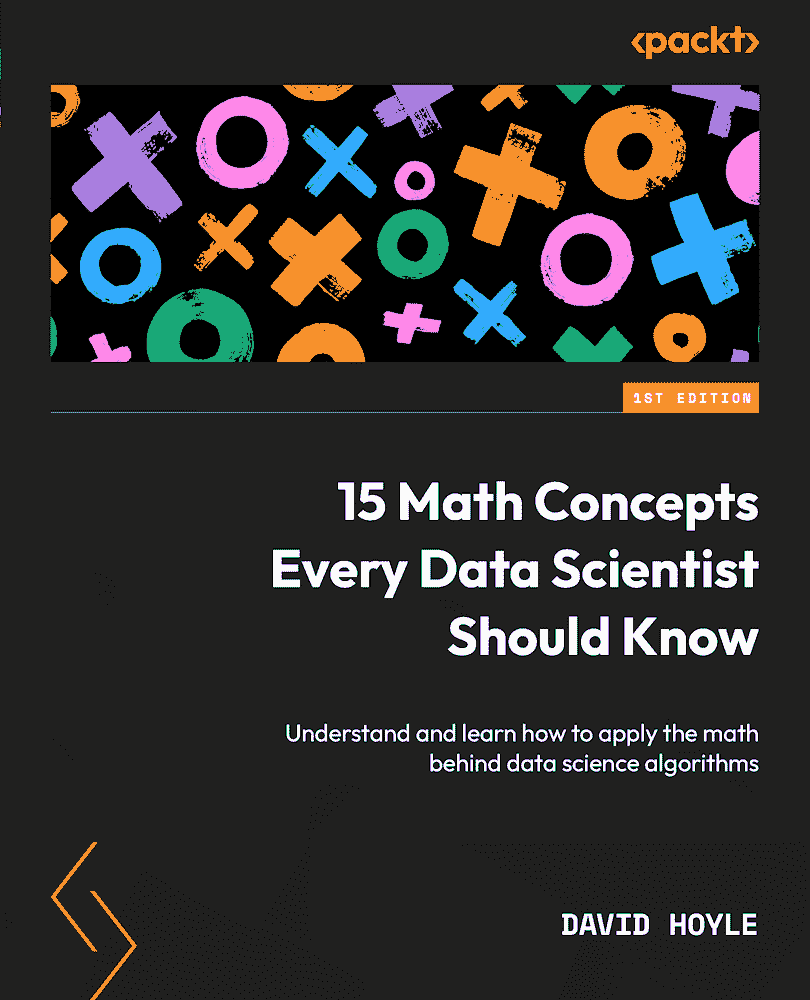 <packt>
1ST EDITION
15 Math Concepts
Every Data Scientist
Should Know
Understand and learn how to apply the math
behind data science algorithms
DAVID HOYLE